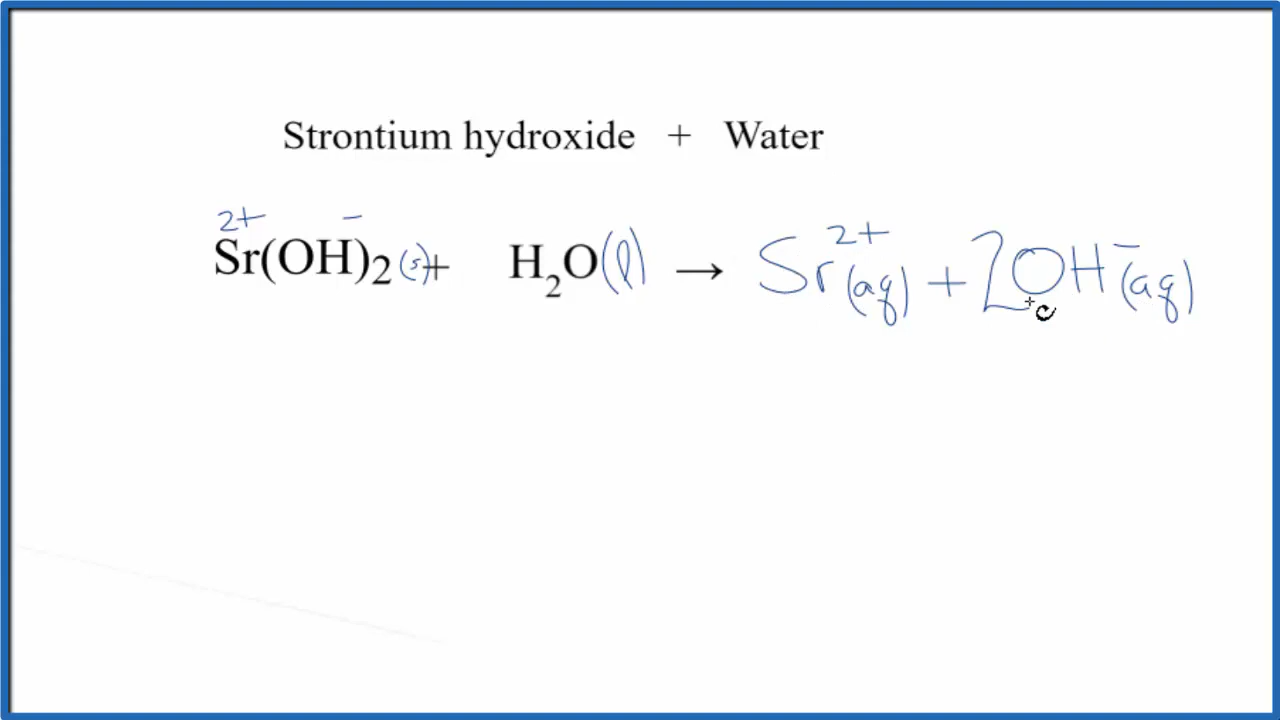 Strontium hydroxide + Water
2+ −
Sr(OH)₂(s) + H₂O(l) → Sr²⁺(aq) + 2OH⁻(aq)